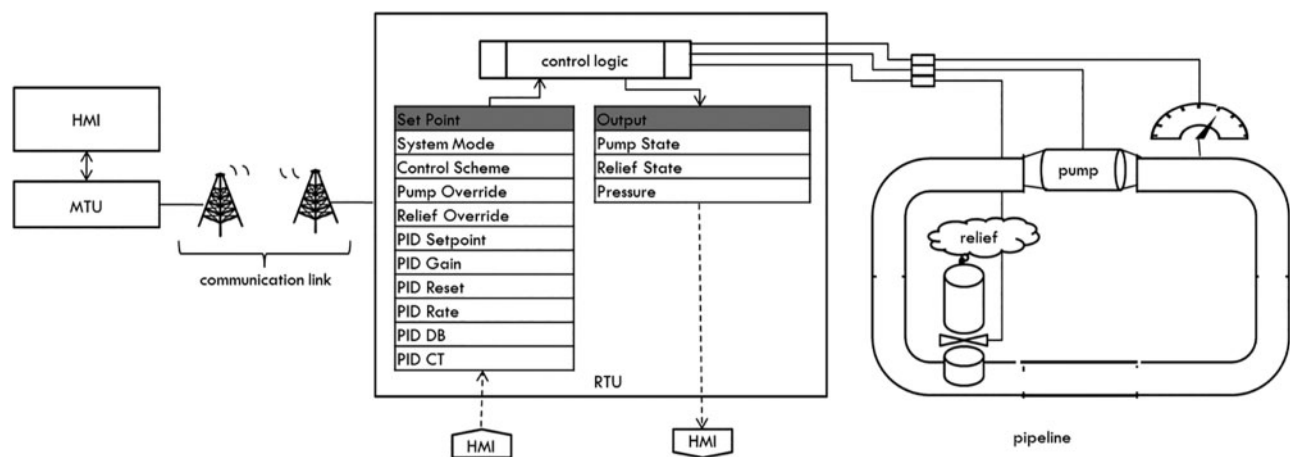 HMI
MTU
communication link
control logic
Set Point
System Mode
Control Scheme
Pump Override
Relief Override
PID Setpoint
PID Gain
PID Reset
PID Rate
PID DB
PID CT
Output
Pump State
Relief State
Pressure
RTU
HMI
HMI
pump
relief
pipeline